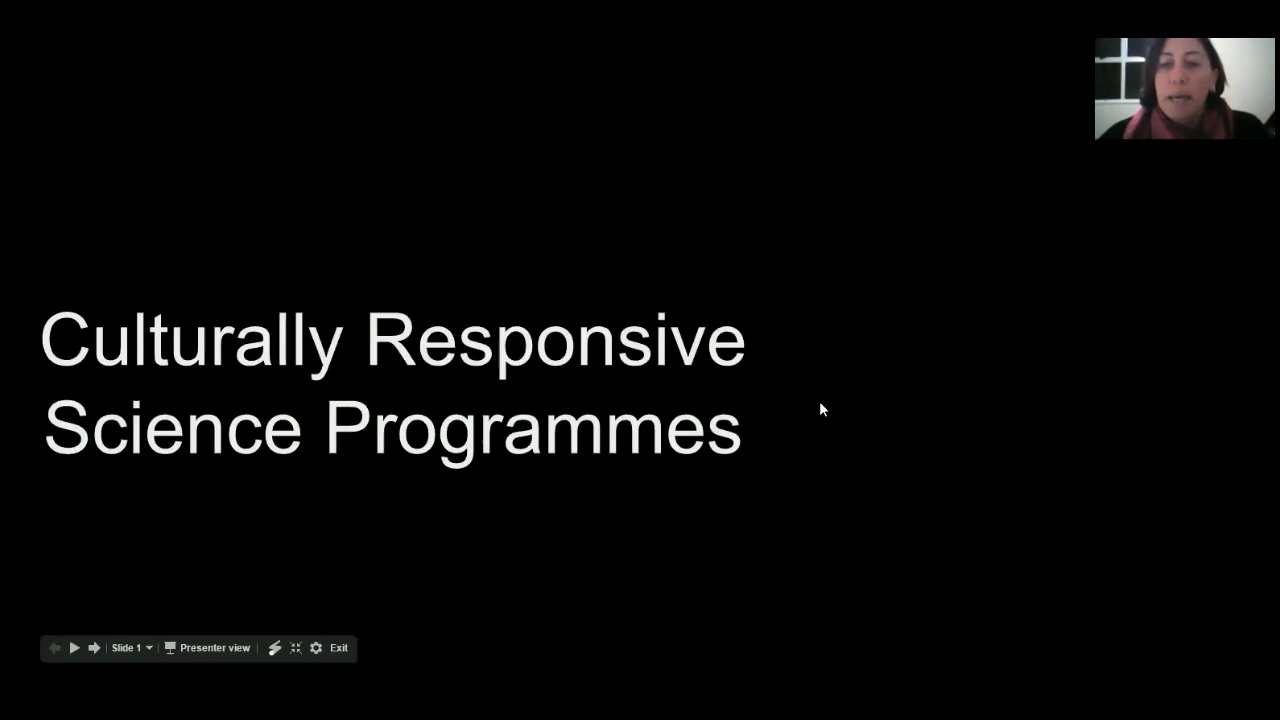 Culturally Responsive
Science Programmes
Slide 1 Presenter view Exit